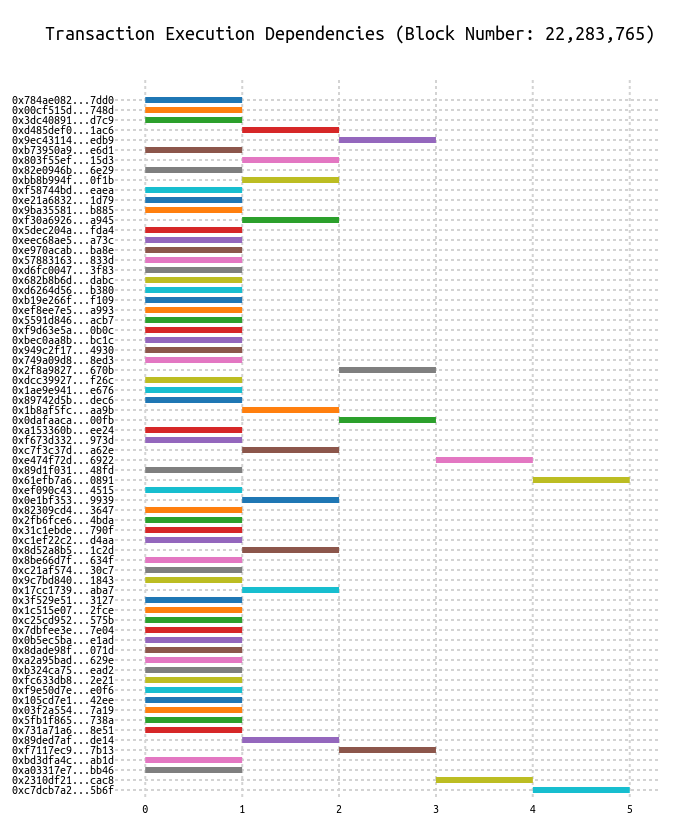 Transaction Execution Dependencies (Block Number: 22,283,765)
0x784ae082...7dd0
0x00cf515d...748d
0x3dc40891...d7c9
0xd485def0...1ac6
0x9ec43114...edb9
0xb73950a9...e6d1
0x803f55ef...15d3
0x82e0946b...6e29
0xbb8b994f...0f1b
0xf58744bd...eaea
0xe21a6832...1d79
0x9ba35581...b885
0xf30a6926...a945
0x5dec204a...fda4
0xeec68ae5...a73c
0xe970acab...ba8e
0x57883163...833d
0xd6fc0047...3f83
0x682b8b6d...dabc
0xd6264d56...b380
0xb19e266f...f109
0xef8ee7e5...a993
0x5591d846...acb7
0xf9d63e5a...0b0c
0xbec0aa8b...bc1c
0x949c2f17...4930
0x749a09d8...8ed3
0x2f8a9827...670b
0xdcc39927...f26c
0x1ae9e941...e676
0x89742d5b...dec6
0x1b8af5fc...aa9b
0x0dafaaca...00fb
0xa153360b...ee24
0xf673d332...973d
0xc7f3c37d...a62e
0xe474f72d...6922
0x89d1f031...48fd
0x61efb7a6...0891
0xef090c43...4515
0x0e1bf353...9939
0x82309cd4...3647
0x2fb6fce6...4bda
0x31c1ebde...790f
0xc1ef22c2...d4aa
0x8d52a8b5...1c2d
0x8be66d7f...634f
0xc21af574...30c7
0x9c7bd840...1843
0x17cc1739...aba7
0x3f529e51...3127
0x1c515e07...2fce
0xc25cd952...575b
0x7dbfee3e...7e04
0x0b5ec5ba...e1ad
0x8dade98f...071d
0xa2a95bad...629e
0xb324ca75...ead2
0xfc633db8...2e21
0xf9e50d7e...e0f6
0x105cd7e1...42ee
0x03f2a554...7a19
0x5fb1f865...738a
0x731a71a6...8e51
0x89ded7af...de14
0xf7117ec9...7b13
0xbd3dfa4c...ab1d
0xa03317e7...bb46
0x2310df21...cac8
0xc7dcb7a2...5b6f
0 1 2 3 4 5